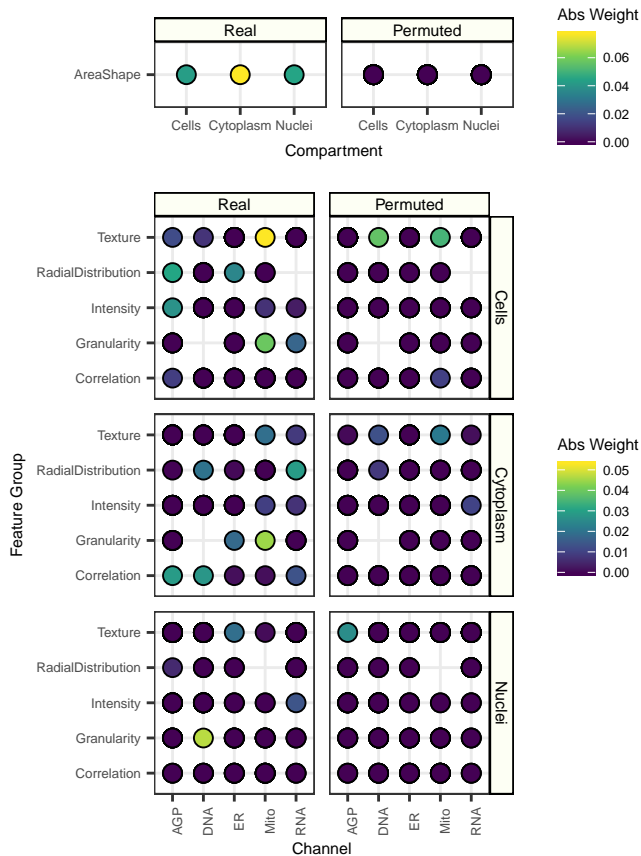 Real Permuted
AreaShape
Cells Cytoplasm Nuclei Cells Cytoplasm Nuclei
Compartment
Abs Weight
0.06
0.04
0.02
0.00
Real Permuted
Texture
RadialDistribution
Intensity
Granularity
Correlation
Cells
Texture
RadialDistribution
Intensity
Granularity
Correlation
Cytoplasm
Texture
RadialDistribution
Intensity
Granularity
Correlation
Nuclei
Feature Group
AGP DNA ER Mito RNA AGP DNA ER Mito RNA
Channel
Abs Weight
0.05
0.04
0.03
0.02
0.01
0.00